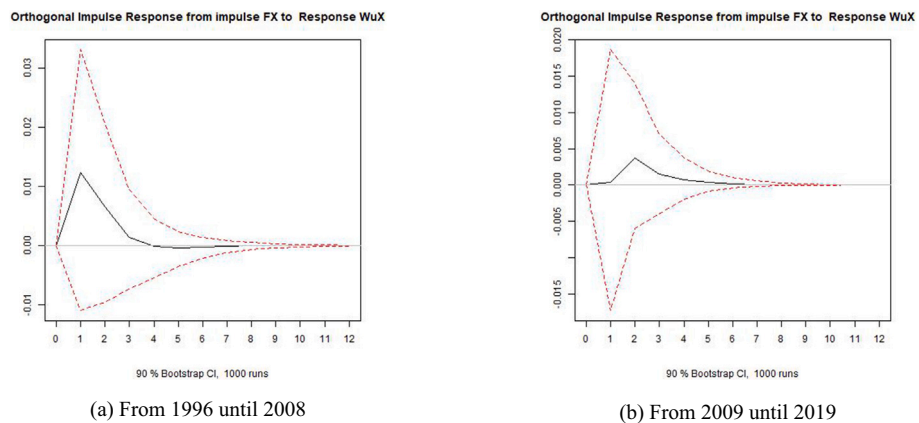 Orthogonal Impulse Response from impulse FX to Response WuX
0.03
0.02
0.01
0.00
-0.01
0 1 2 3 4 5 6 7 8 9 10 11 12
90 % Bootstrap CI, 1000 runs
(a) From 1996 until 2008
Orthogonal Impulse Response from impulse FX to Response WuX
0.020
0.015
0.010
0.005
0.000
-0.005
-0.015
0 1 2 3 4 5 6 7 8 9 10 11 12
90 % Bootstrap CI, 1000 runs
(b) From 2009 until 2019